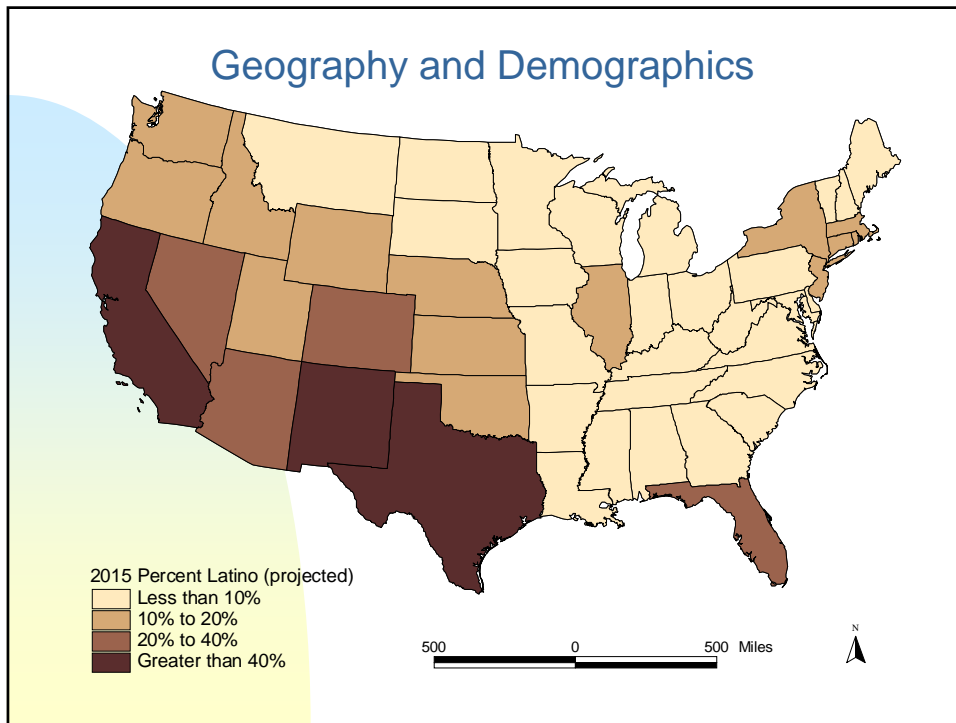 Geography and Demographics
2015 Percent Latino (projected)
Less than 10%
10% to 20%
20% to 40%
Greater than 40%
500 0 500 Miles
N